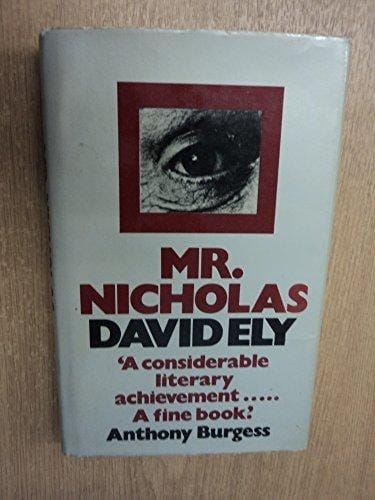 MR.
NICHOLAS
DAVID ELY
‘A considerable
literary
achievement.....
A fine book.’
Anthony Burgess